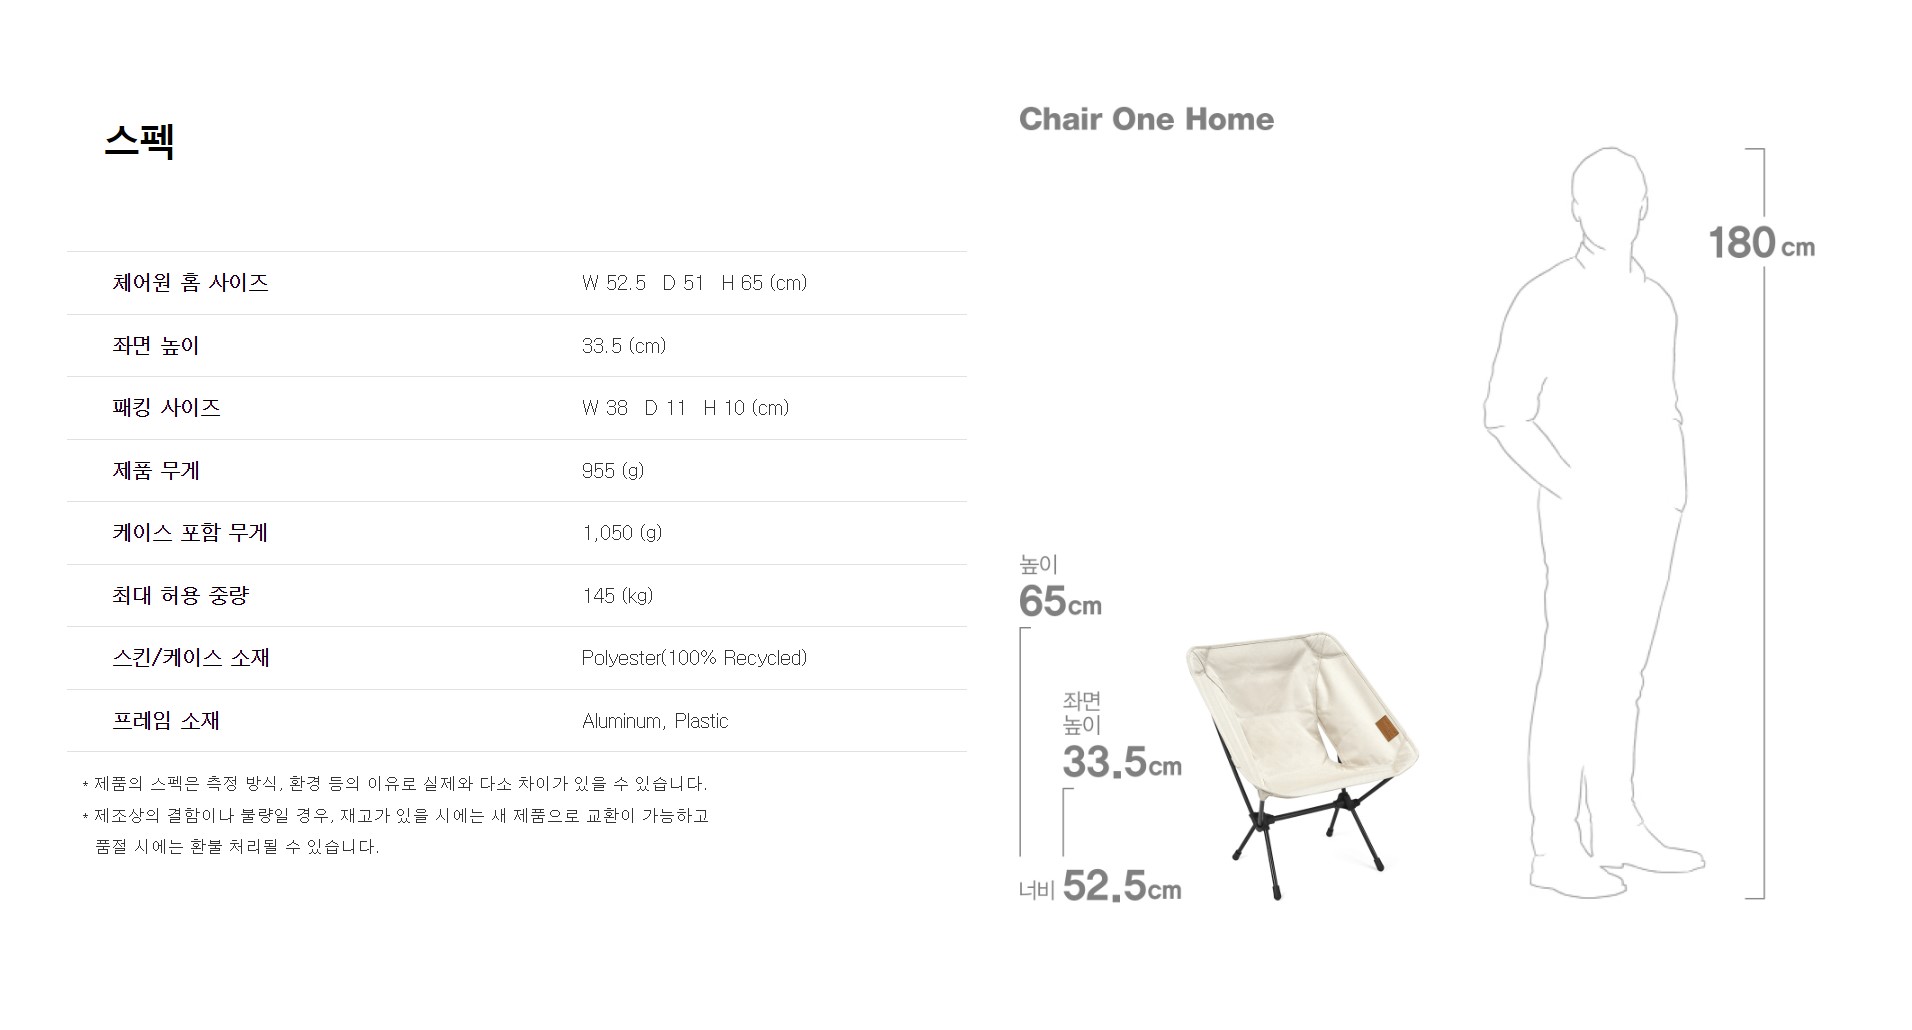 스펙
체어원 홈 사이즈 W 52.5 D 51 H 65 (cm)
좌면 높이 33.5 (cm)
패킹 사이즈 W 38 D 11 H 10 (cm)
제품 무게 955 (g)
케이스 포함 무게 1,050 (g)
최대 허용 중량 145 (kg)
스킨/케이스 소재 Polyester(100% Recycled)
프레임 소재 Aluminum, Plastic
* 제품의 스펙은 측정 방식, 환경 등의 이유로 실제와 다소 차이가 있을 수 있습니다.
* 제조상의 결함이나 불량일 경우, 재고가 있을 시에는 새 제품으로 교환이 가능하고
품절 시에는 환불 처리될 수 있습니다.
Chair One Home
180 cm
높이
65cm
좌면
높이
33.5cm
너비 52.5cm